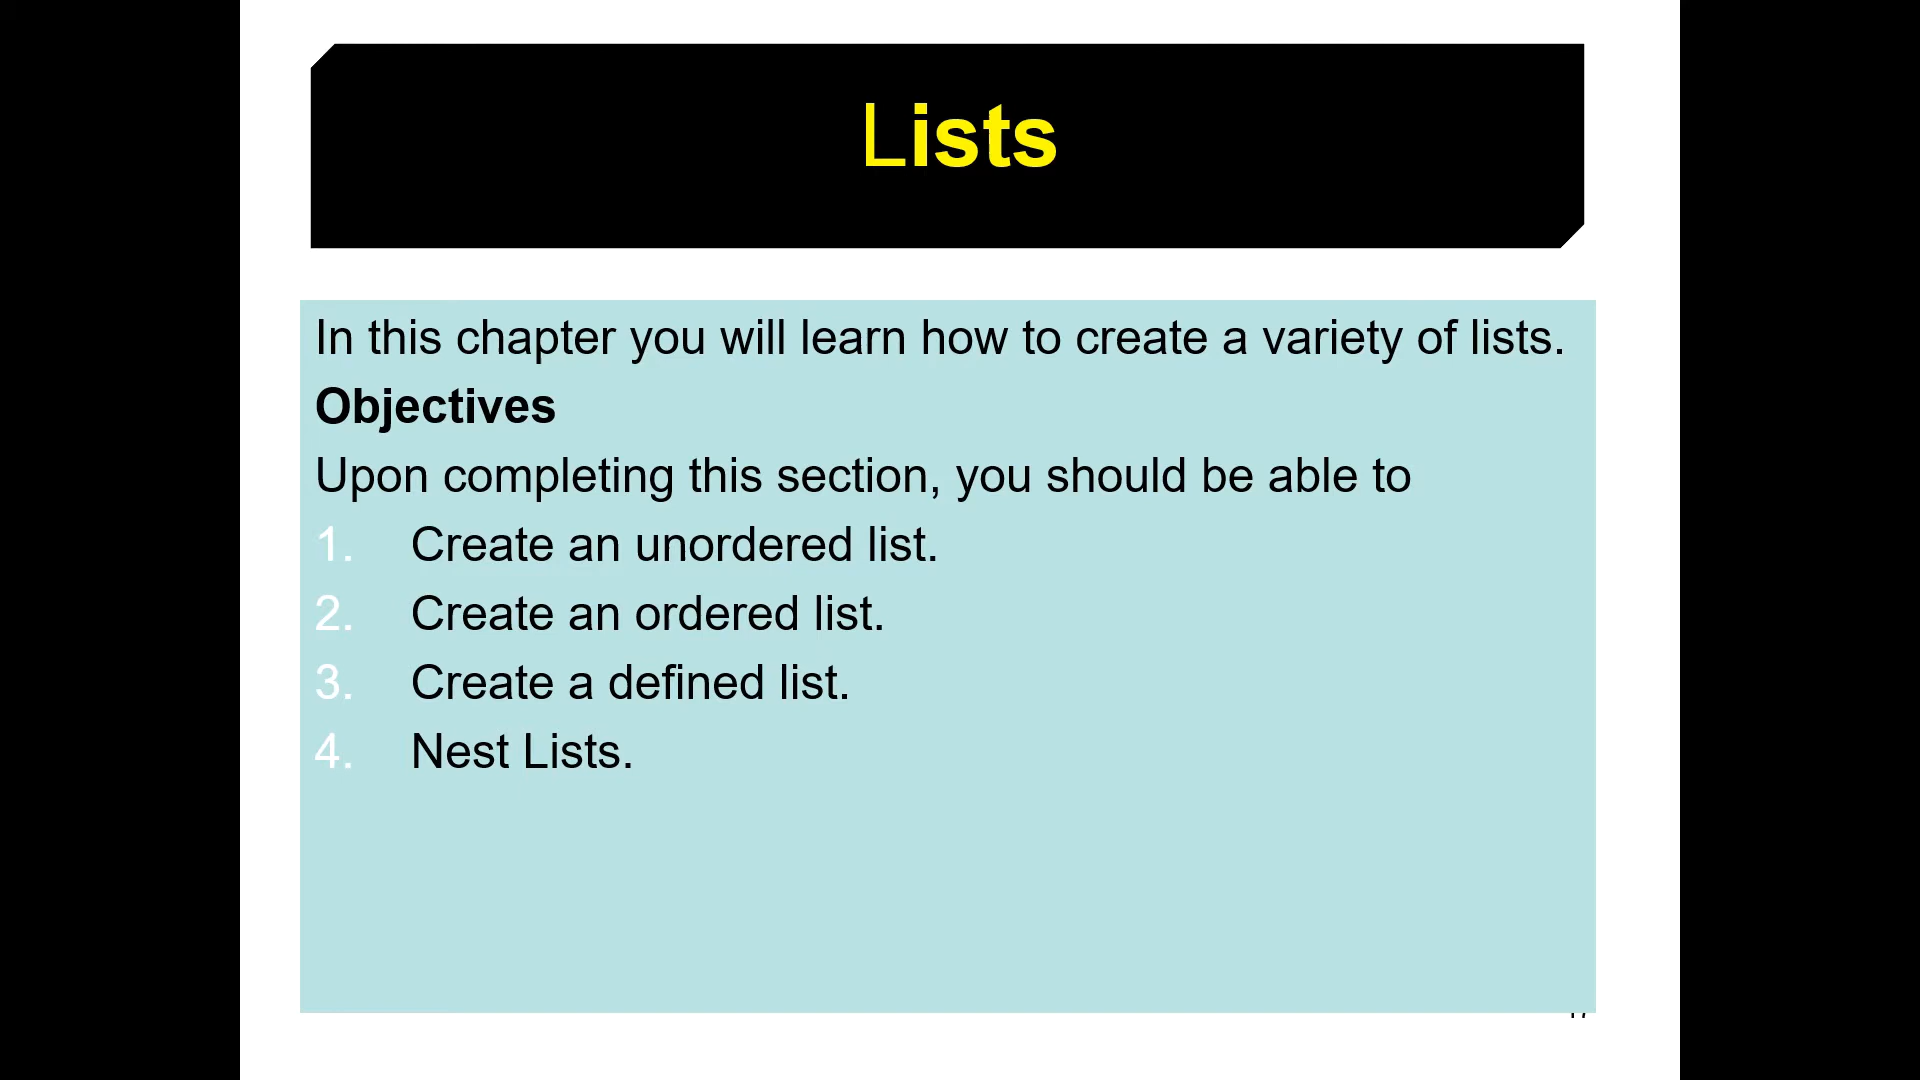 Lists
In this chapter you will learn how to create a variety of lists.
Objectives
Upon completing this section, you should be able to
1. Create an unordered list.
2. Create an ordered list.
3. Create a defined list.
4. Nest Lists.